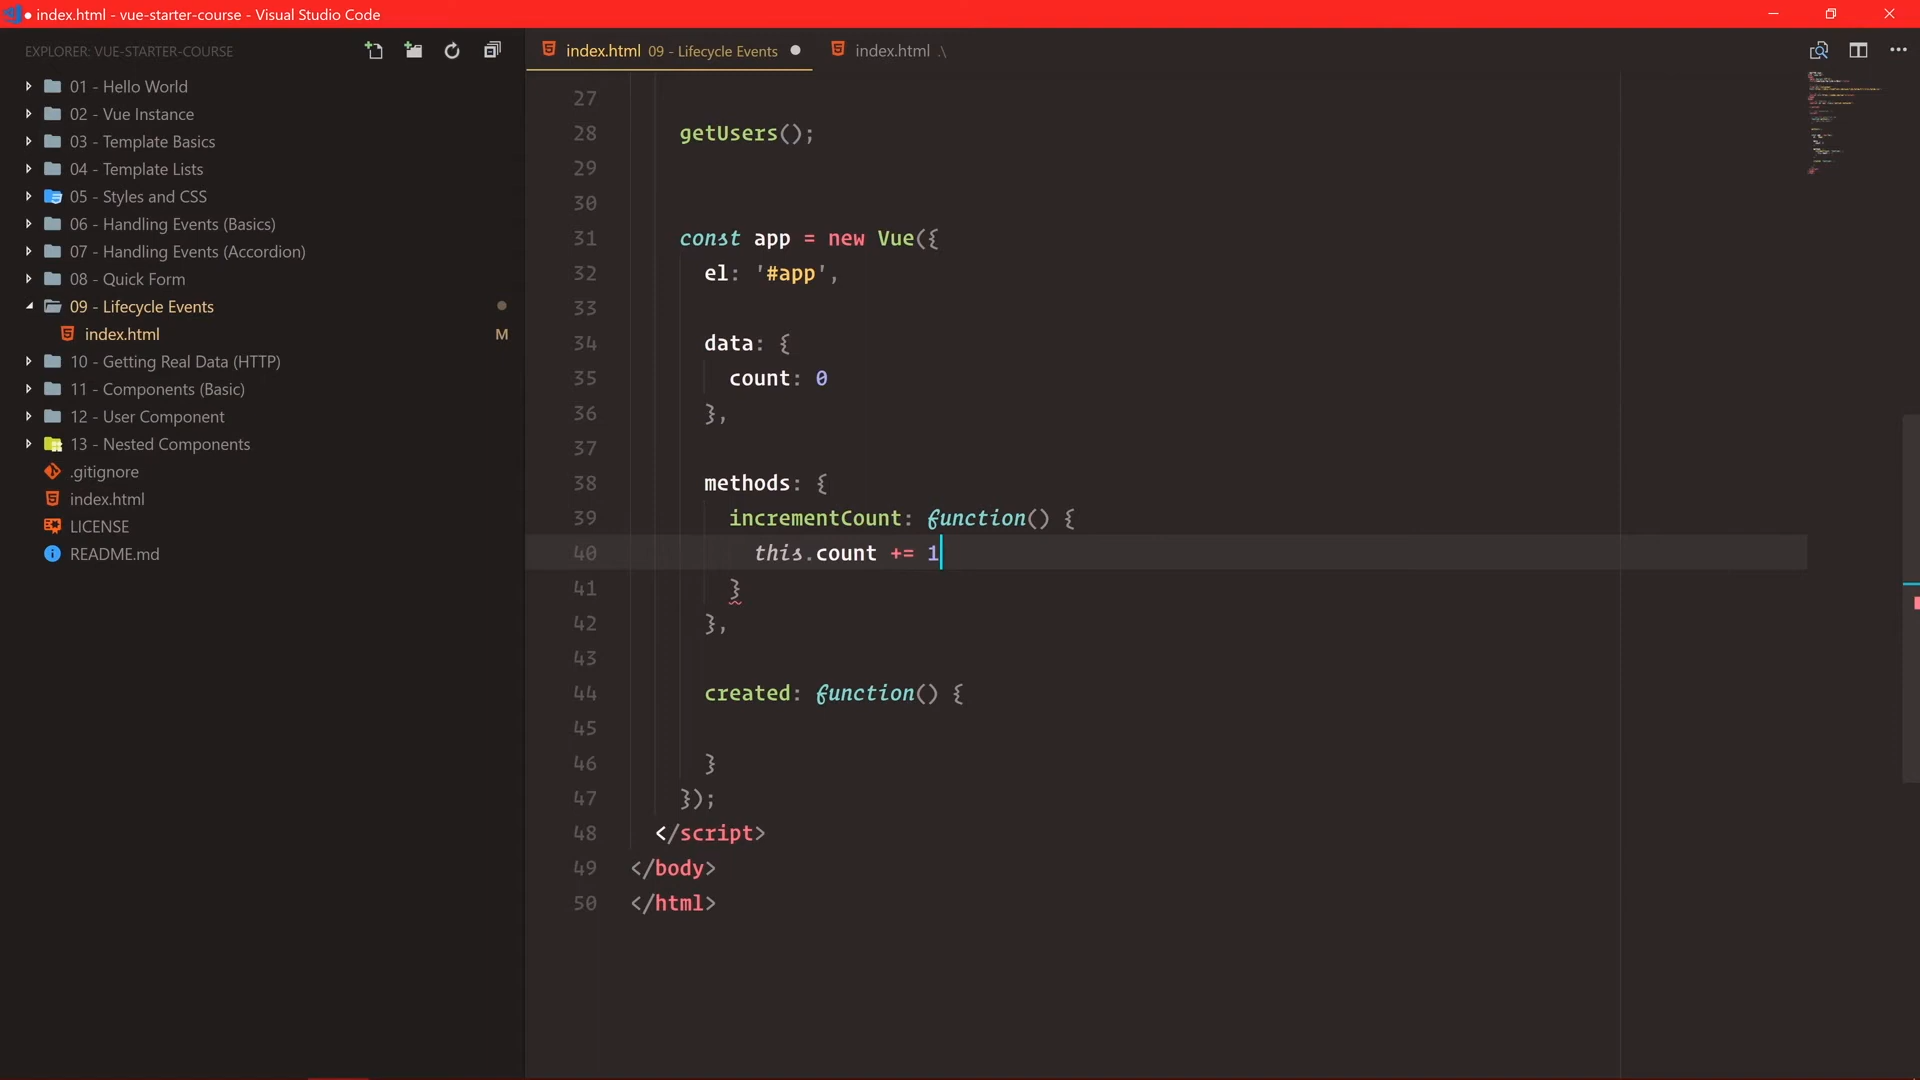 index.html - vue-starter-course - Visual Studio Code
EXPLORER: VUE-STARTER-COURSE
01 - Hello World
02 - Vue Instance
03 - Template Basics
04 - Template Lists
05 - Styles and CSS
06 - Handling Events (Basics)
07 - Handling Events (Accordion)
08 - Quick Form
09 - Lifecycle Events
index.html M
10 - Getting Real Data (HTTP)
11 - Components (Basic)
12 - User Component
13 - Nested Components
.gitignore
index.html
LICENSE
README.md
index.html 09 - Lifecycle Events
index.html .\
27
28 getUsers();
29
30
31 const app = new Vue({
32 el: '#app',
33
34 data: {
35 count: 0
36 },
37
38 methods: {
39 incrementCount: function() {
40 this.count += 1
41 }
42 },
43
44 created: function() {
45
46 }
47 });
48 </script>
49 </body>
50 </html>